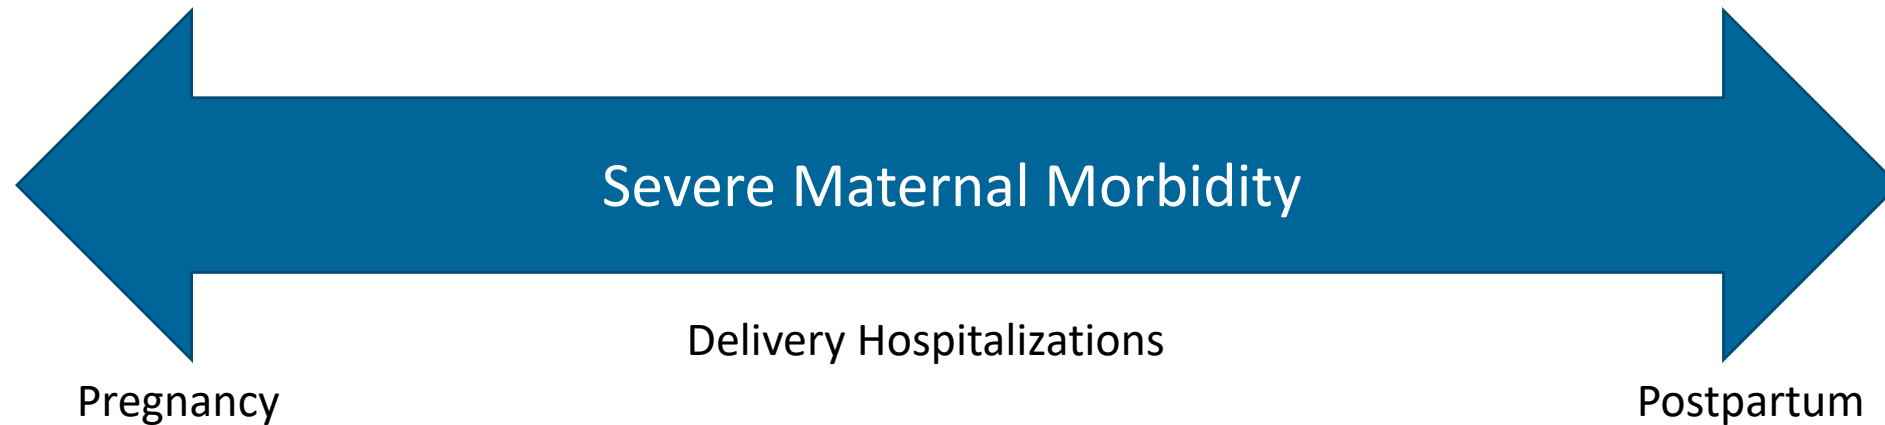 Severe Maternal Morbidity
Delivery Hospitalizations
Pregnancy
Postpartum